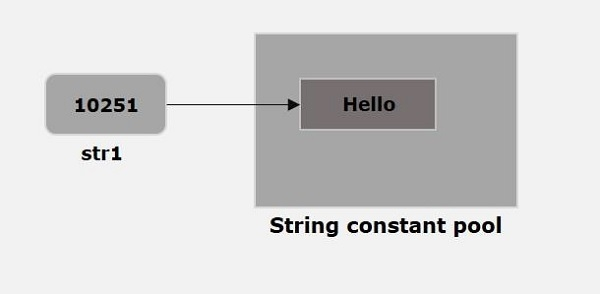 10251
Hello
str1
String constant pool